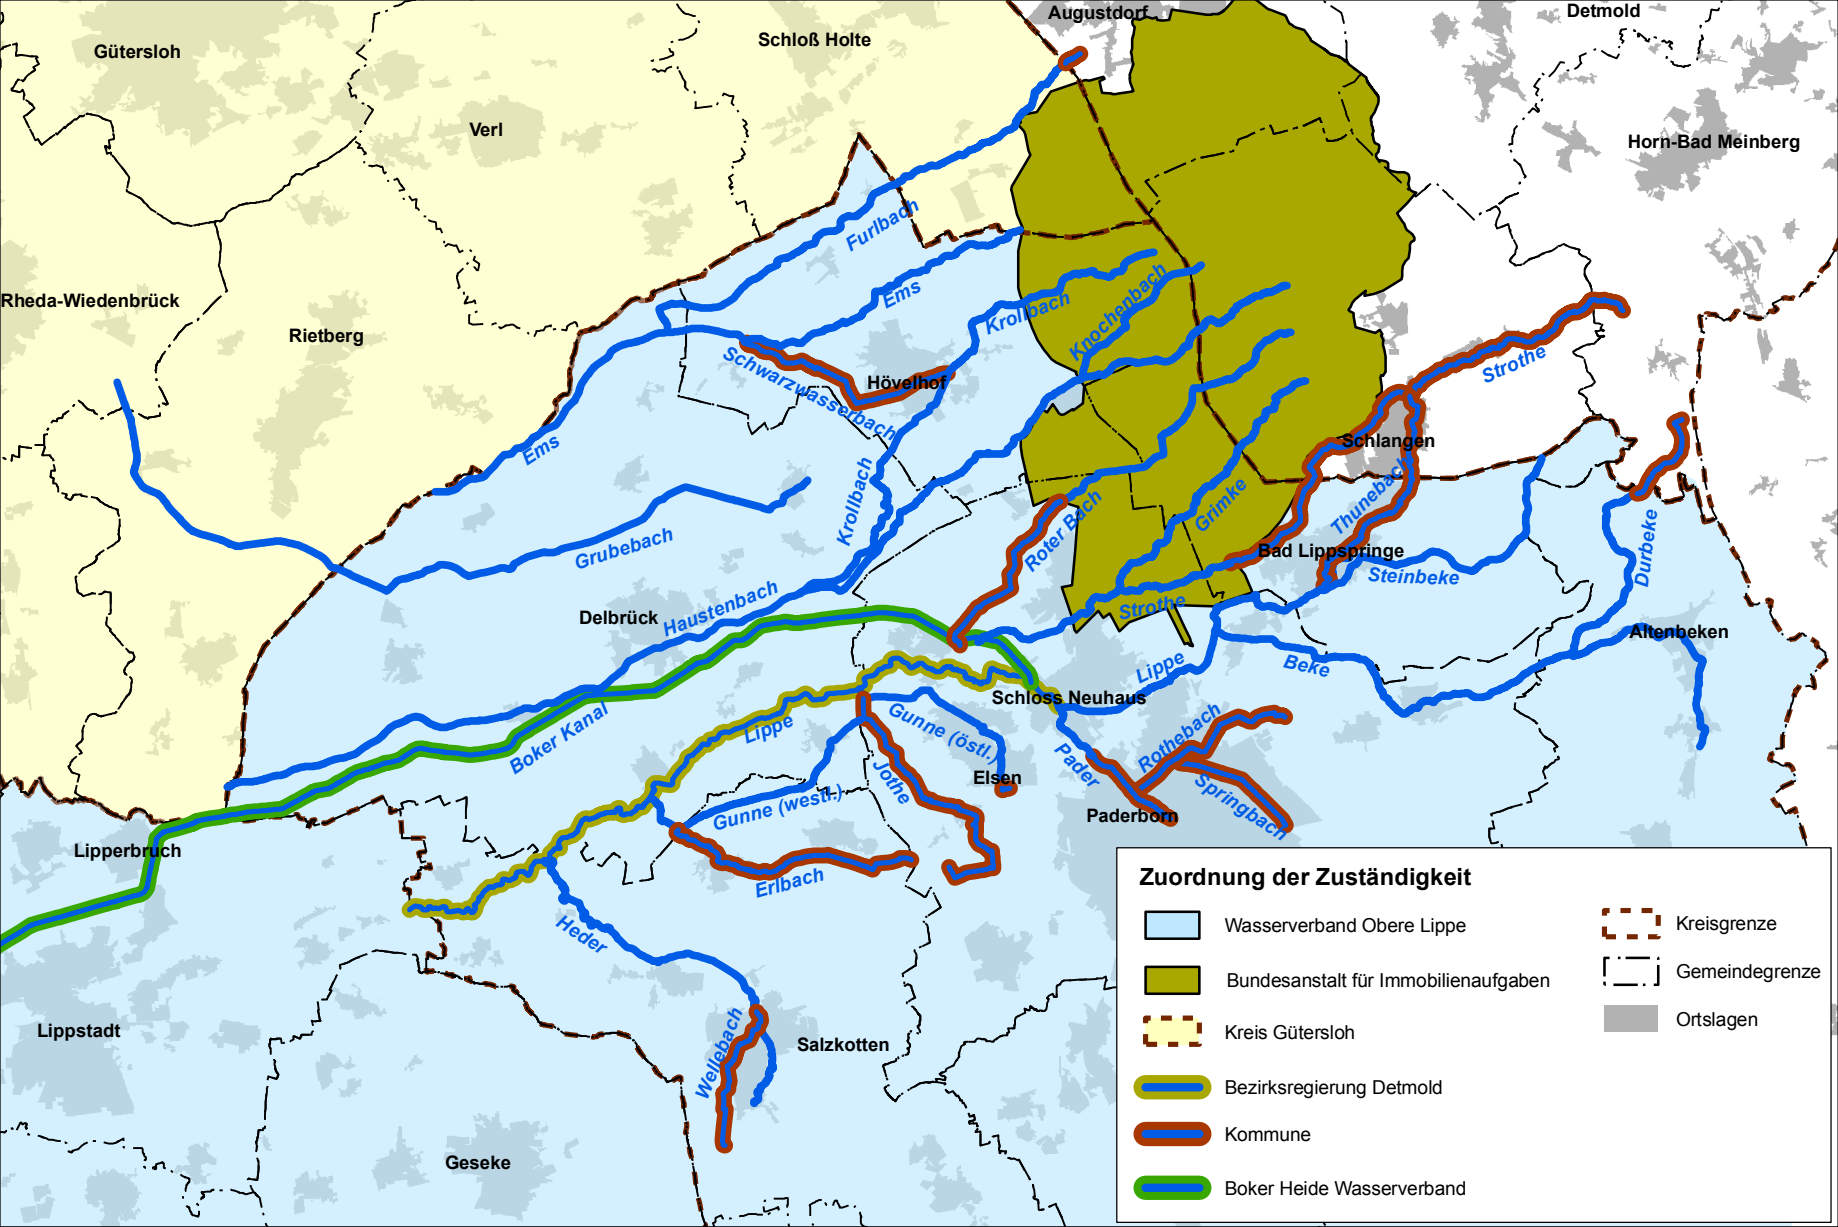 Augustdorf
Detmold
Gütersloh
Schloß Holte
Verl
Horn-Bad Meinberg
Furlbach
Rheda-Wiedenbrück
Rietberg
Ems
Krollbach
Knochenbach
Schwarzwasserbach
Hövelhof
Strothe
Schlangen
Ems
Krollbach
Thunebach
Grimke
Roter Bach
Grubebach
Bad Lippspringe
Steinbeke
Durbeke
Haustenbach
Delbrück
Strothe
Altenbeken
Lippe
Beke
Schloss Neuhaus
Boker Kanal
Lippe
Gunne (östl.)
Rothebach
Pader
Elsen
Jothe
Springbach
Gunne (westl.)
Paderborn
Lipperbruch
Erlbach
Heder
Lippstadt
Wellebach
Salzkotten
Geseke
Zuordnung der Zuständigkeit
Wasserverband Obere Lippe
Bundesanstalt für Immobilienaufgaben
Kreis Gütersloh
Bezirksregierung Detmold
Kommune
Boker Heide Wasserverband
Kreisgrenze
Gemeindegrenze
Ortslagen